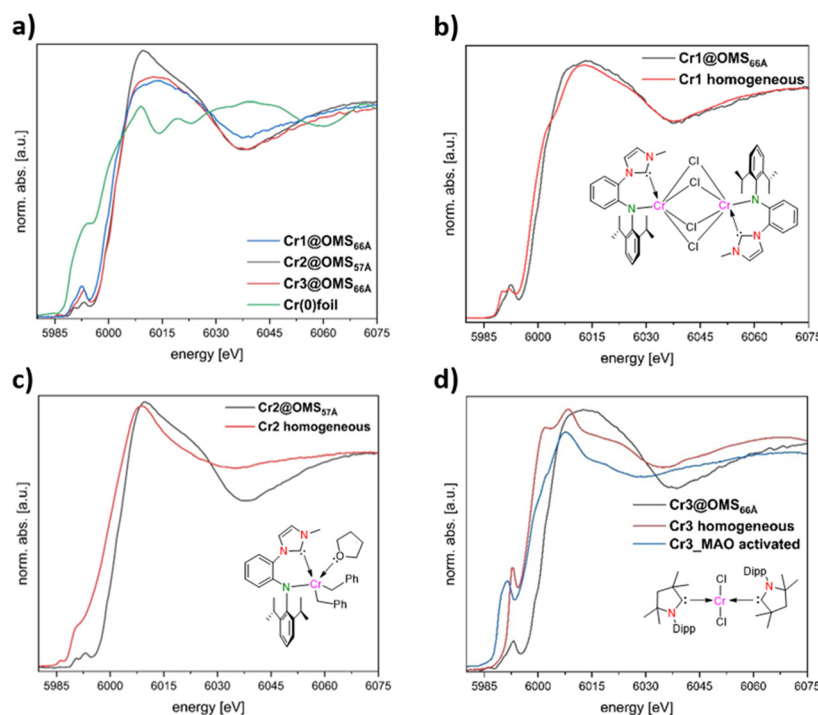 a)
norm. abs. [a.u.]
Cr1@OMS66A
Cr2@OMS57A
Cr3@OMS66A
Cr(0)foil
5985 6000 6015 6030 6045 6060 6075
energy [eV]
b)
norm. abs. [a.u.]
Cr1@OMS66A
Cr1 homogeneous
N
N
Cl
Cl
Cr
Cr
N
N
Cl
Cl
N
N
5985 6000 6015 6030 6045 6060 6075
energy [eV]
c)
norm. abs. [a.u.]
Cr2@OMS57A
Cr2 homogeneous
N
N
O
Cr
Ph
N
Ph
5985 6000 6015 6030 6045 6060 6075
energy [eV]
d)
norm. abs. [a.u.]
Cr3@OMS66A
Cr3 homogeneous
Cr3_MAO activated
Cl
Dipp
N
Cr
N
Cl
Dipp
5985 6000 6015 6030 6045 6060 6075
energy [eV]